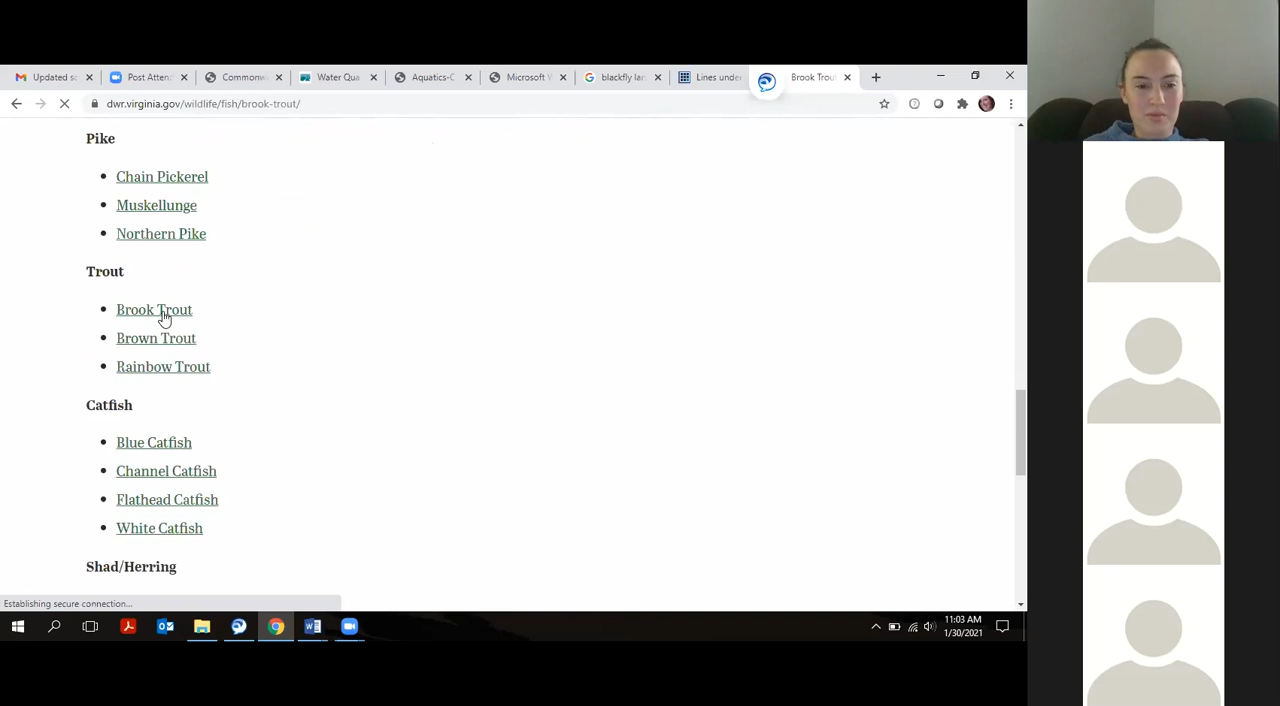 Updated sc
Post Atten
Commonw
Water Qua
Aquatics-C
Microsoft V
blackfly lar
Lines under
Brook Trou
dwr.virginia.gov/wildlife/fish/brook-trout/
Pike
Chain Pickerel
Muskellunge
Northern Pike
Trout
Brook Trout
Brown Trout
Rainbow Trout
Catfish
Blue Catfish
Channel Catfish
Flathead Catfish
White Catfish
Shad/Herring
Establishing secure connection...
11:03 AM
1/30/2021